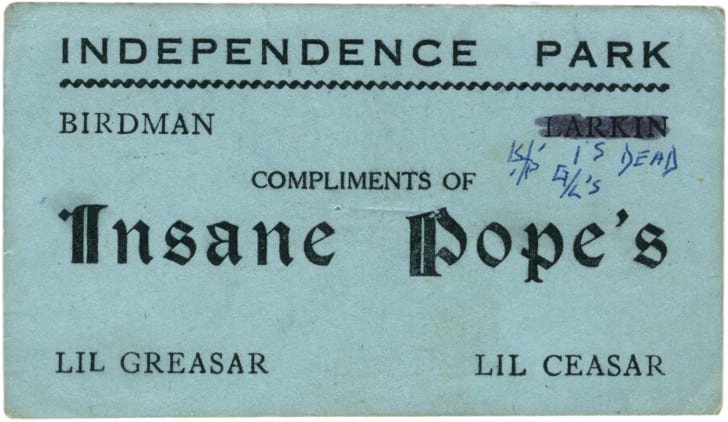 INDEPENDENCE PARK
BIRDMAN LARKIN
I'S DEAD
G/L'S
COMPLIMENTS OF
Insane Pope's
LIL GREASAR LIL CEASAR